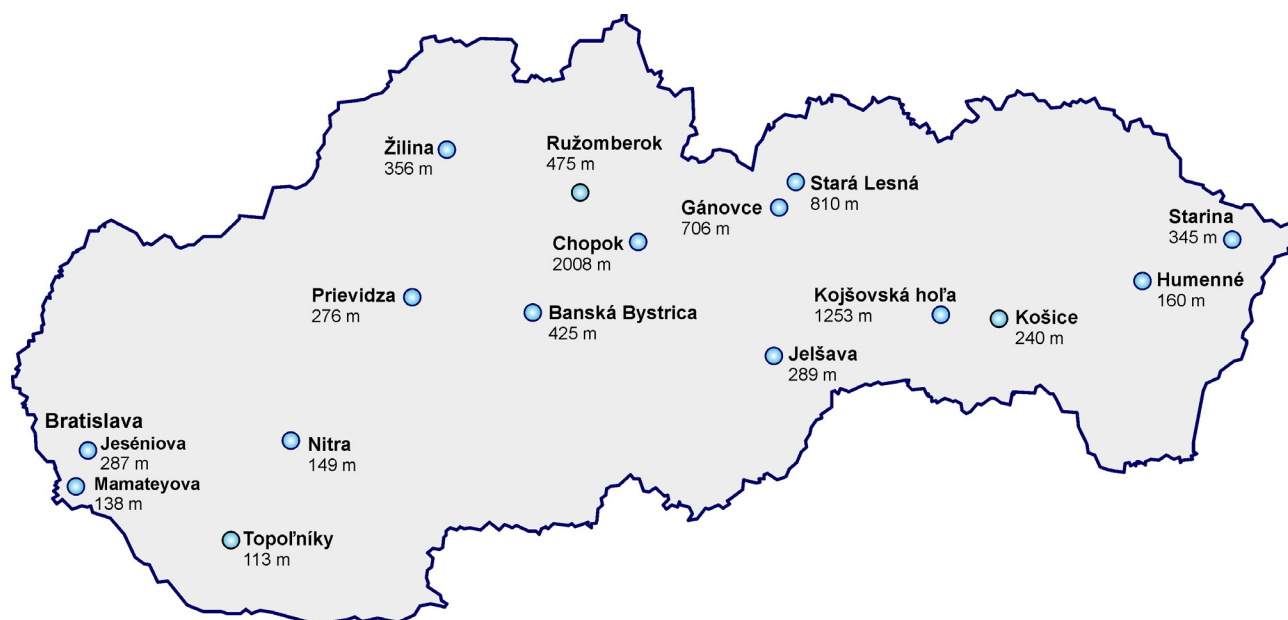 Žilina
356 m
Ružomberok
475 m
Stará Lesná
810 m
Gánovce
706 m
Starina
345 m
Chopok
2008 m
Humenné
160 m
Prievidza
276 m
Banská Bystrica
425 m
Kojšovská hoľa
1253 m
Košice
240 m
Jelšava
289 m
Bratislava
Jeséniova
287 m
Mamateyova
138 m
Nitra
149 m
Topoľníky
113 m